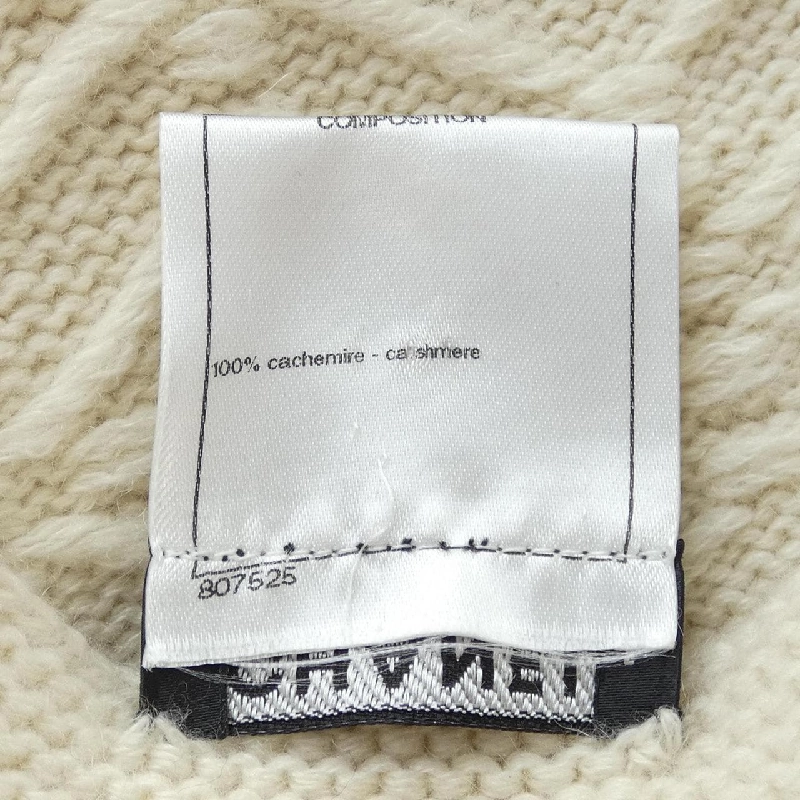 COMPOSITION
100% cachemire - cashmere
807525